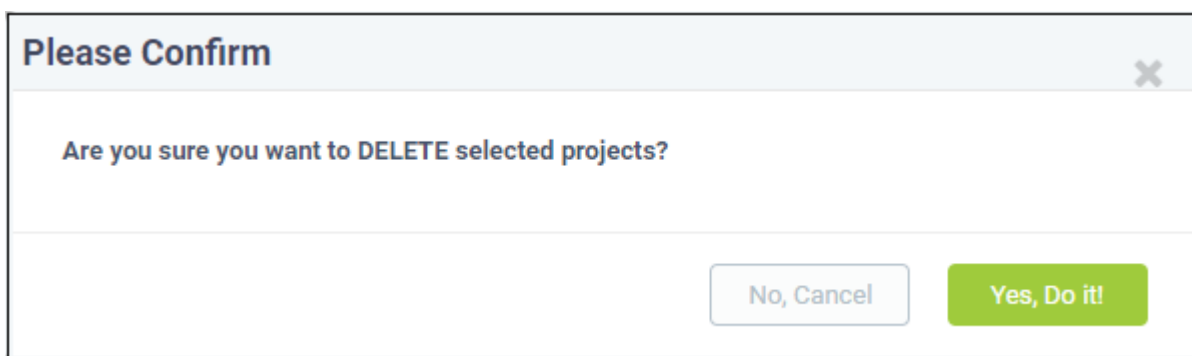 Please Confirm
Are you sure you want to DELETE selected projects?
No, Cancel
Yes, Do it!